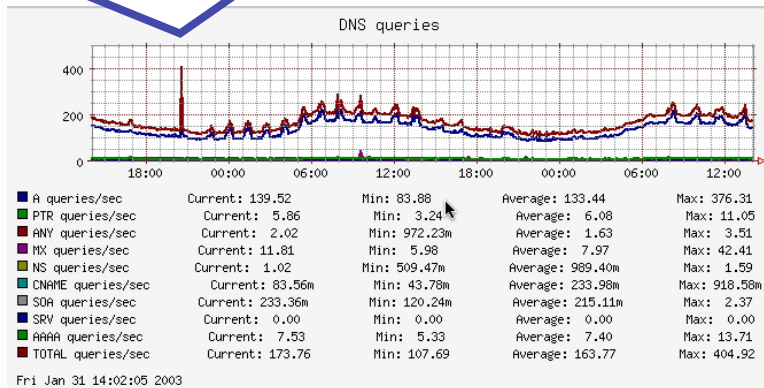 DNS queries
400
200
0
18:00 00:00 06:00 12:00 18:00 00:00 06:00 12:00
A queries/sec Current: 139.52 Min: 83.88 Average: 133.44 Max: 376.31
PTR queries/sec Current: 5.86 Min: 3.24 Average: 6.08 Max: 11.05
ANY queries/sec Current: 2.02 Min: 972.23m Average: 1.63 Max: 3.51
MX queries/sec Current: 11.81 Min: 5.98 Average: 7.97 Max: 42.41
NS queries/sec Current: 1.02 Min: 509.47m Average: 989.40m Max: 1.59
CNAME queries/sec Current: 83.56m Min: 43.78m Average: 233.98m Max: 918.58m
SOA queries/sec Current: 233.36m Min: 120.24m Average: 215.11m Max: 2.37
SRV queries/sec Current: 0.00 Min: 0.00 Average: 0.00 Max: 0.00
AAAA queries/sec Current: 7.53 Min: 5.33 Average: 7.40 Max: 13.71
TOTAL queries/sec Current: 173.76 Min: 107.69 Average: 163.77 Max: 404.92
Fri Jan 31 14:02:05 2003